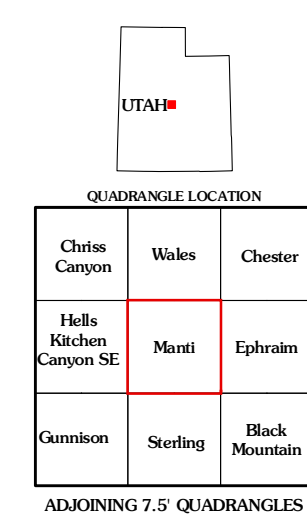 UTAH
QUADRANGLE LOCATION
Chriss
Canyon
Wales
Chester
Hells
Kitchen
Canyon SE
Manti
Ephraim
Gunnison
Sterling
Black
Mountain
ADJOINING 7.5' QUADRANGLES